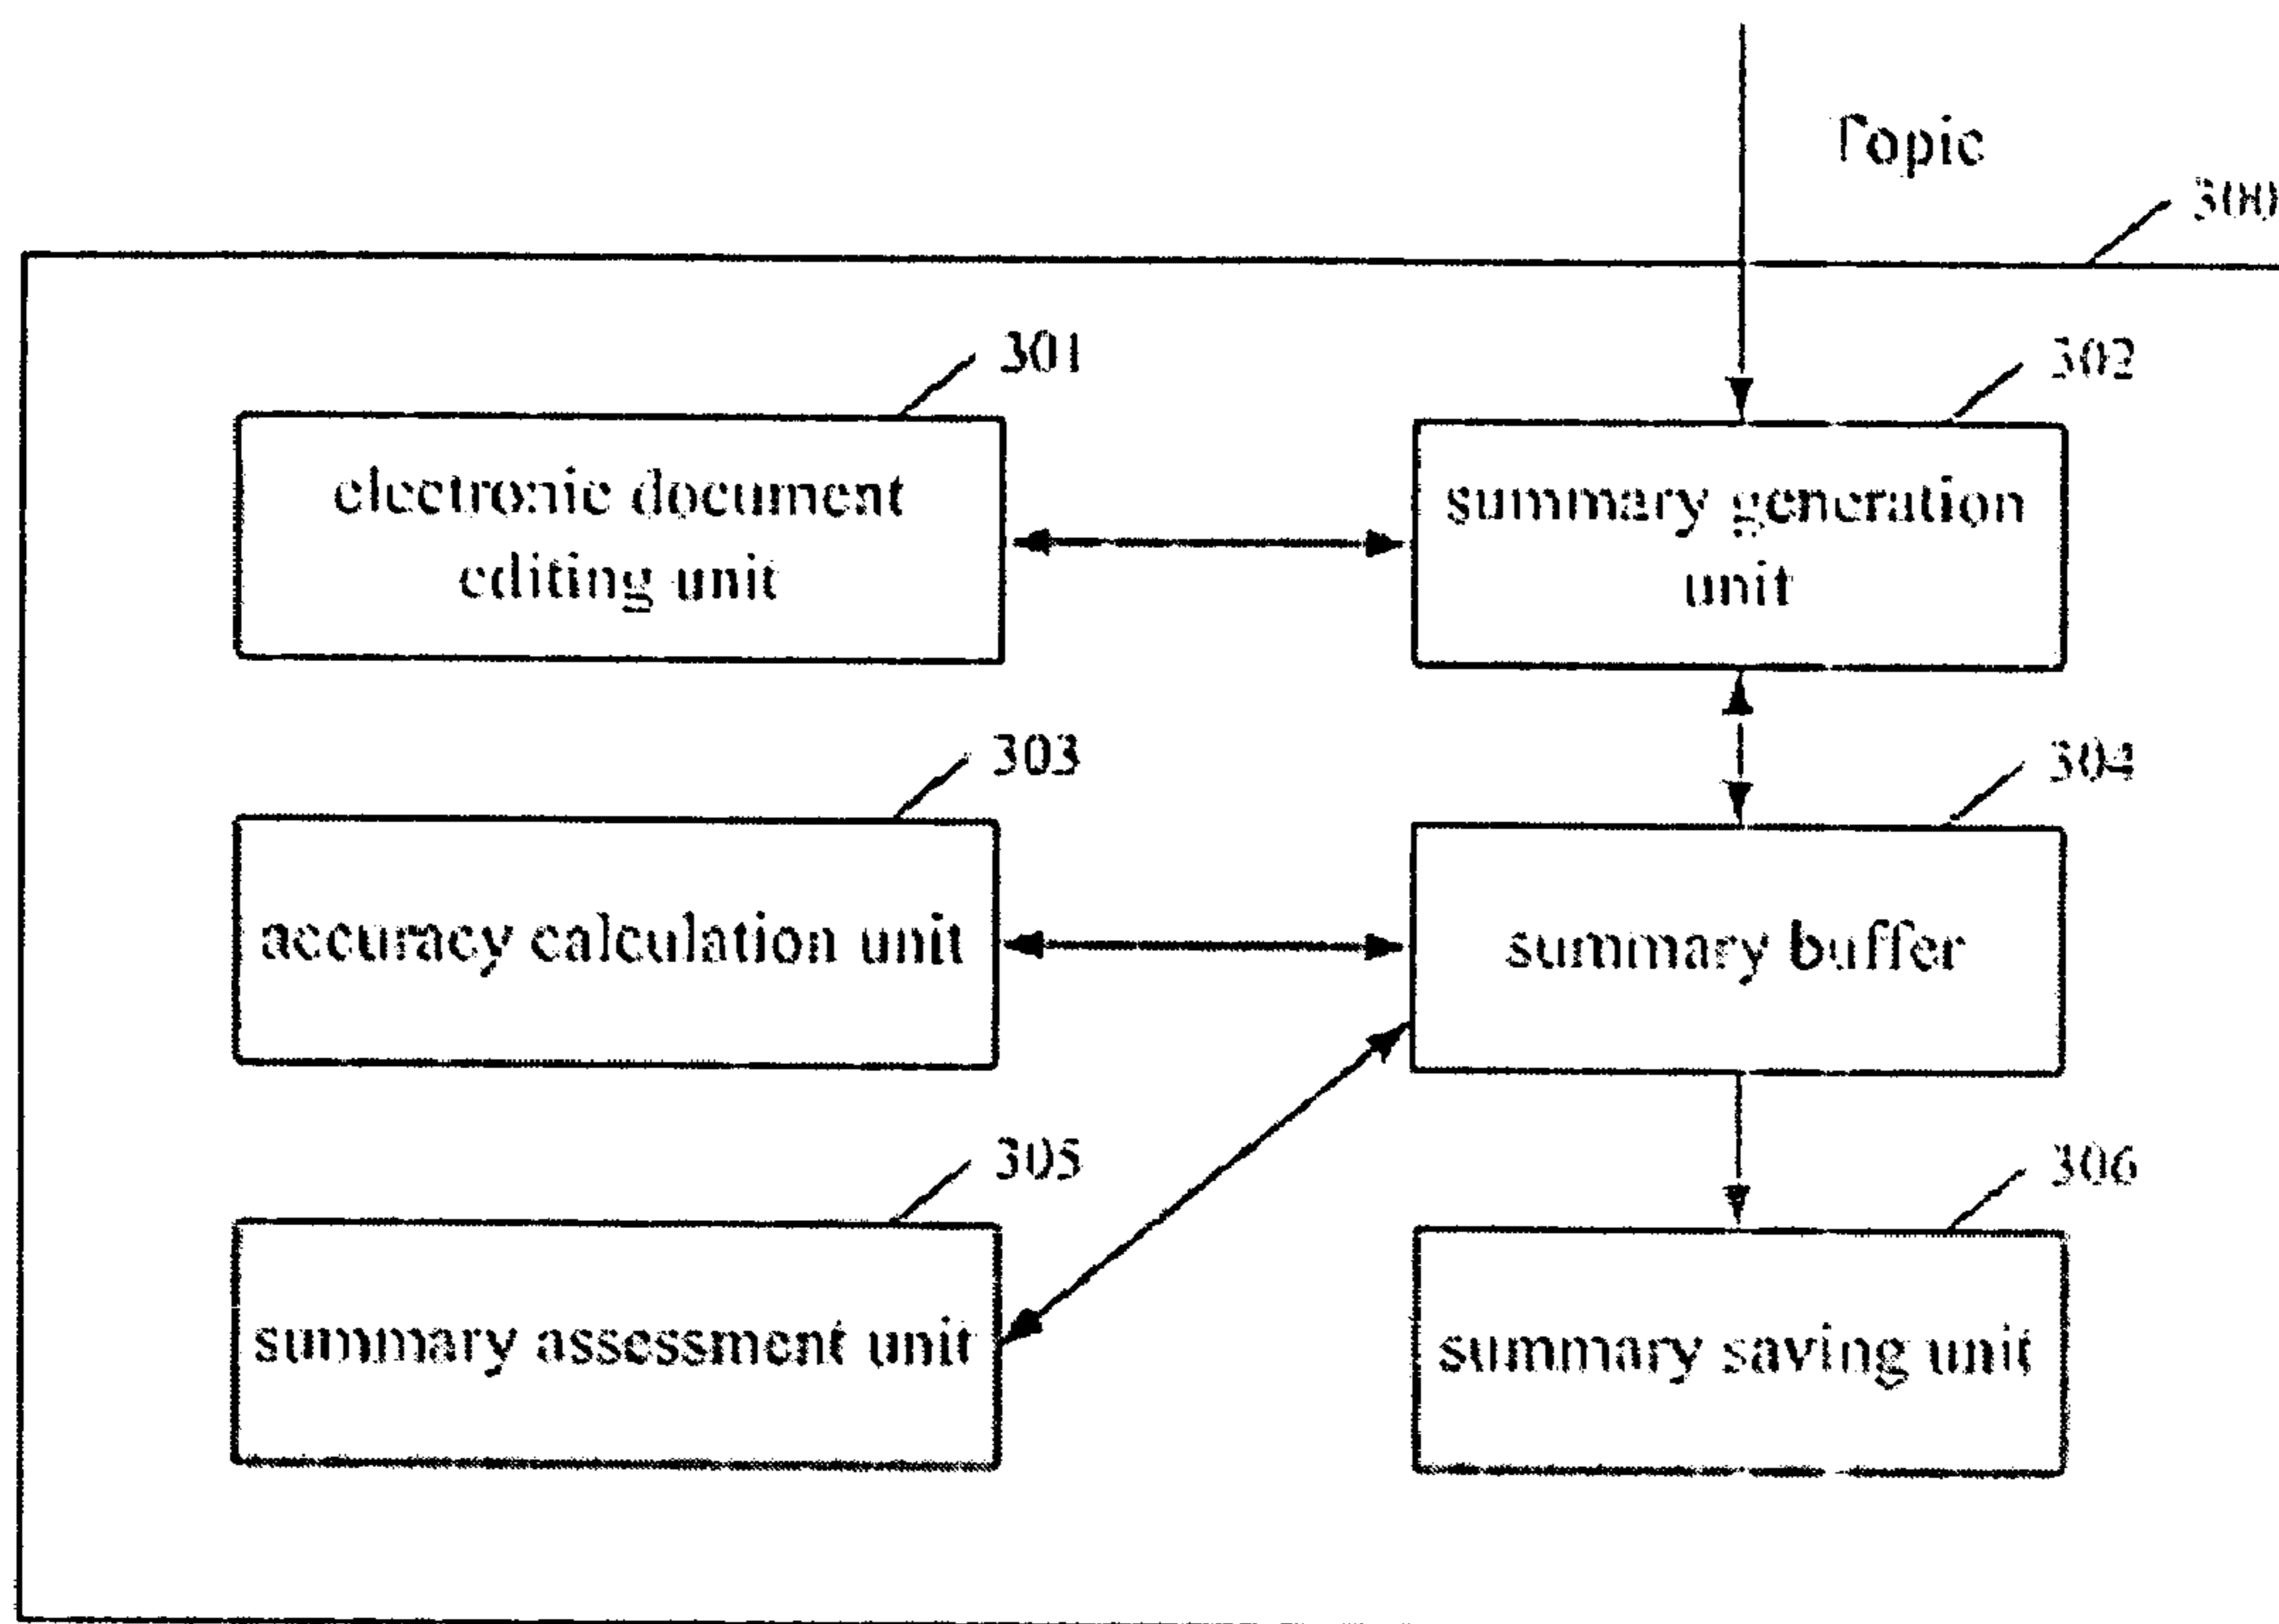 Topic
300
301
302
electronic document
editing unit
summary generation
unit
303
304
accuracy calculation unit
summary buffer
305
306
summary assessment unit
summary saving unit